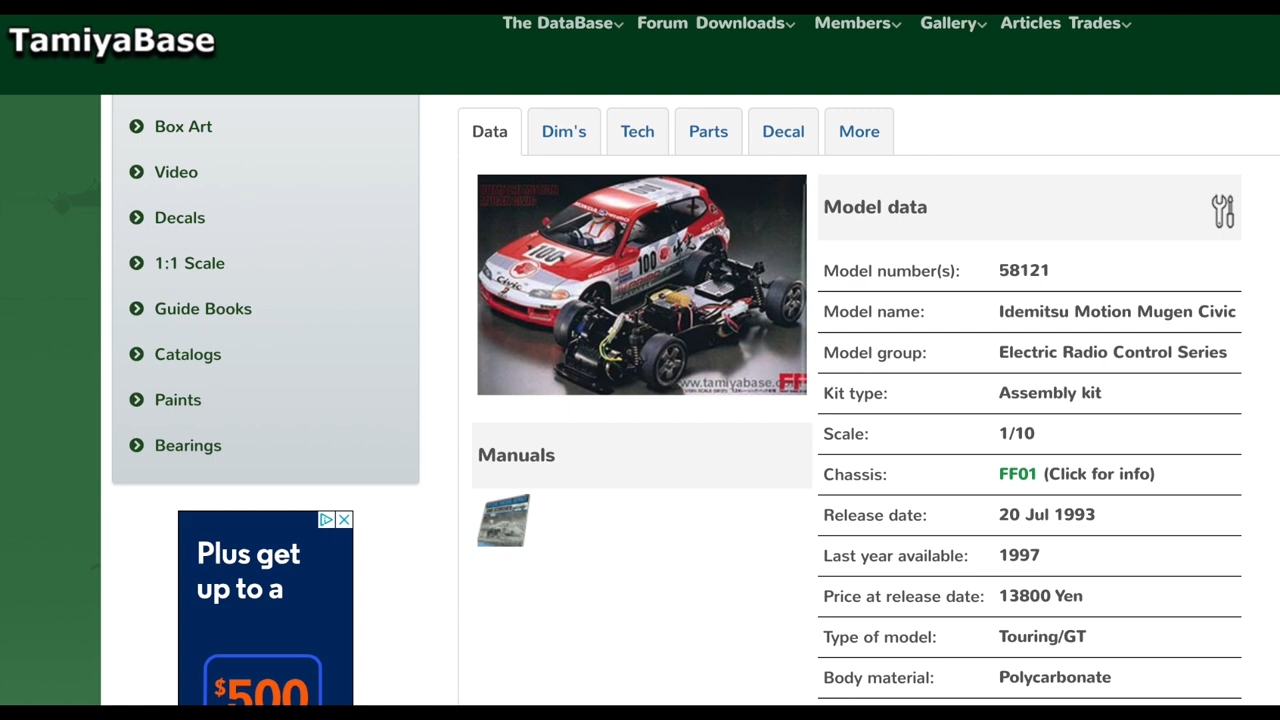 TamiyaBase
The DataBase Forum Downloads Members Gallery Articles Trades
Box Art
Video
Decals
1:1 Scale
Guide Books
Catalogs
Paints
Bearings
Plus get
up to a
$500
Data Dim's Tech Parts Decal More
100
100
Civic
www.tamiyabase.com
FF
Manuals
Model data
Model number(s): 58121
Model name: Idemitsu Motion Mugen Civic
Model group: Electric Radio Control Series
Kit type: Assembly kit
Scale: 1/10
Chassis: FF01 (Click for info)
Release date: 20 Jul 1993
Last year available: 1997
Price at release date: 13800 Yen
Type of model: Touring/GT
Body material: Polycarbonate